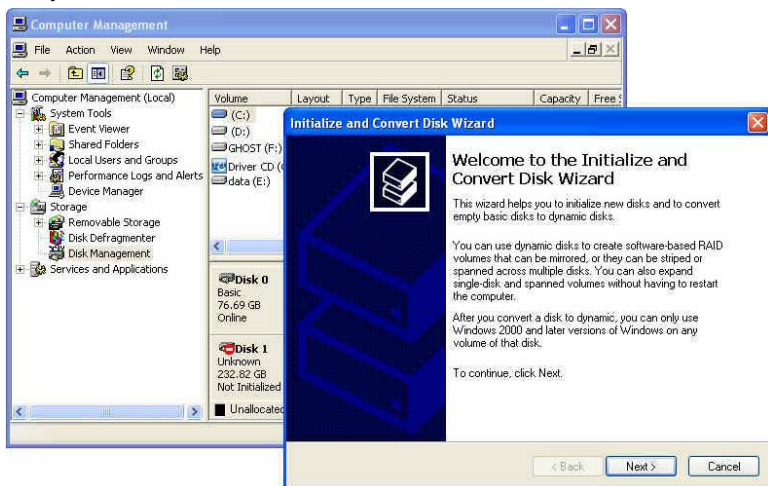 Computer Management
File Action View Window Help
Computer Management (Local)
System Tools
Event Viewer
Shared Folders
Local Users and Groups
Performance Logs and Alerts
Device Manager
Storage
Removable Storage
Disk Defragmenter
Disk Management
Services and Applications
Volume Layout Type File System Status Capacity Free
(C:)
(D:)
GHOST (F:)
Driver CD
data (E:)
Disk 0
Basic
76.69 GB
Online
Disk 1
Unknown
232.82 GB
Not Initialized
Unallocated
Initialize and Convert Disk Wizard
Welcome to the Initialize and
Convert Disk Wizard
This wizard helps you to initialize new disks and to convert
empty basic disks to dynamic disks.
You can use dynamic disks to create software-based RAID
volumes that can be mirrored, or they can be striped or
spanned across multiple disks. You can also expand
single-disk and spanned volumes without having to restart
the computer.
After you convert a disk to dynamic, you can only use
Windows 2000 and later versions of Windows on any
volume of that disk.
To continue, click Next.
< Back Next > Cancel